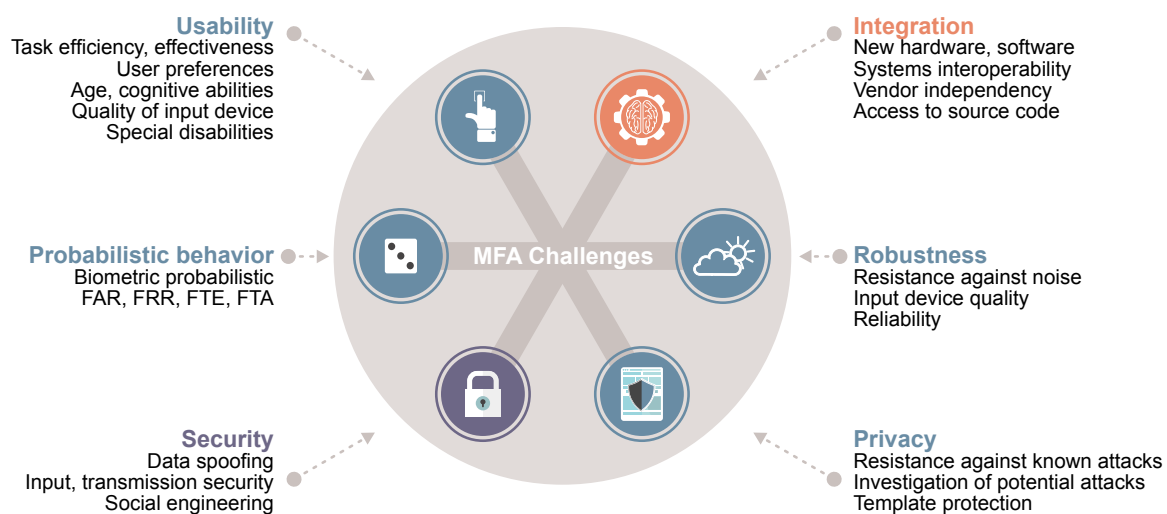 Usability
Task efficiency, effectiveness
User preferences
Age, cognitive abilities
Quality of input device
Special disabilities
Integration
New hardware, software
Systems interoperability
Vendor independency
Access to source code
Probabilistic behavior
Biometric probabilistic
FAR, FRR, FTE, FTA
MFA Challenges
Robustness
Resistance against noise
Input device quality
Reliability
Security
Data spoofing
Input, transmission security
Social engineering
Privacy
Resistance against known attacks
Investigation of potential attacks
Template protection